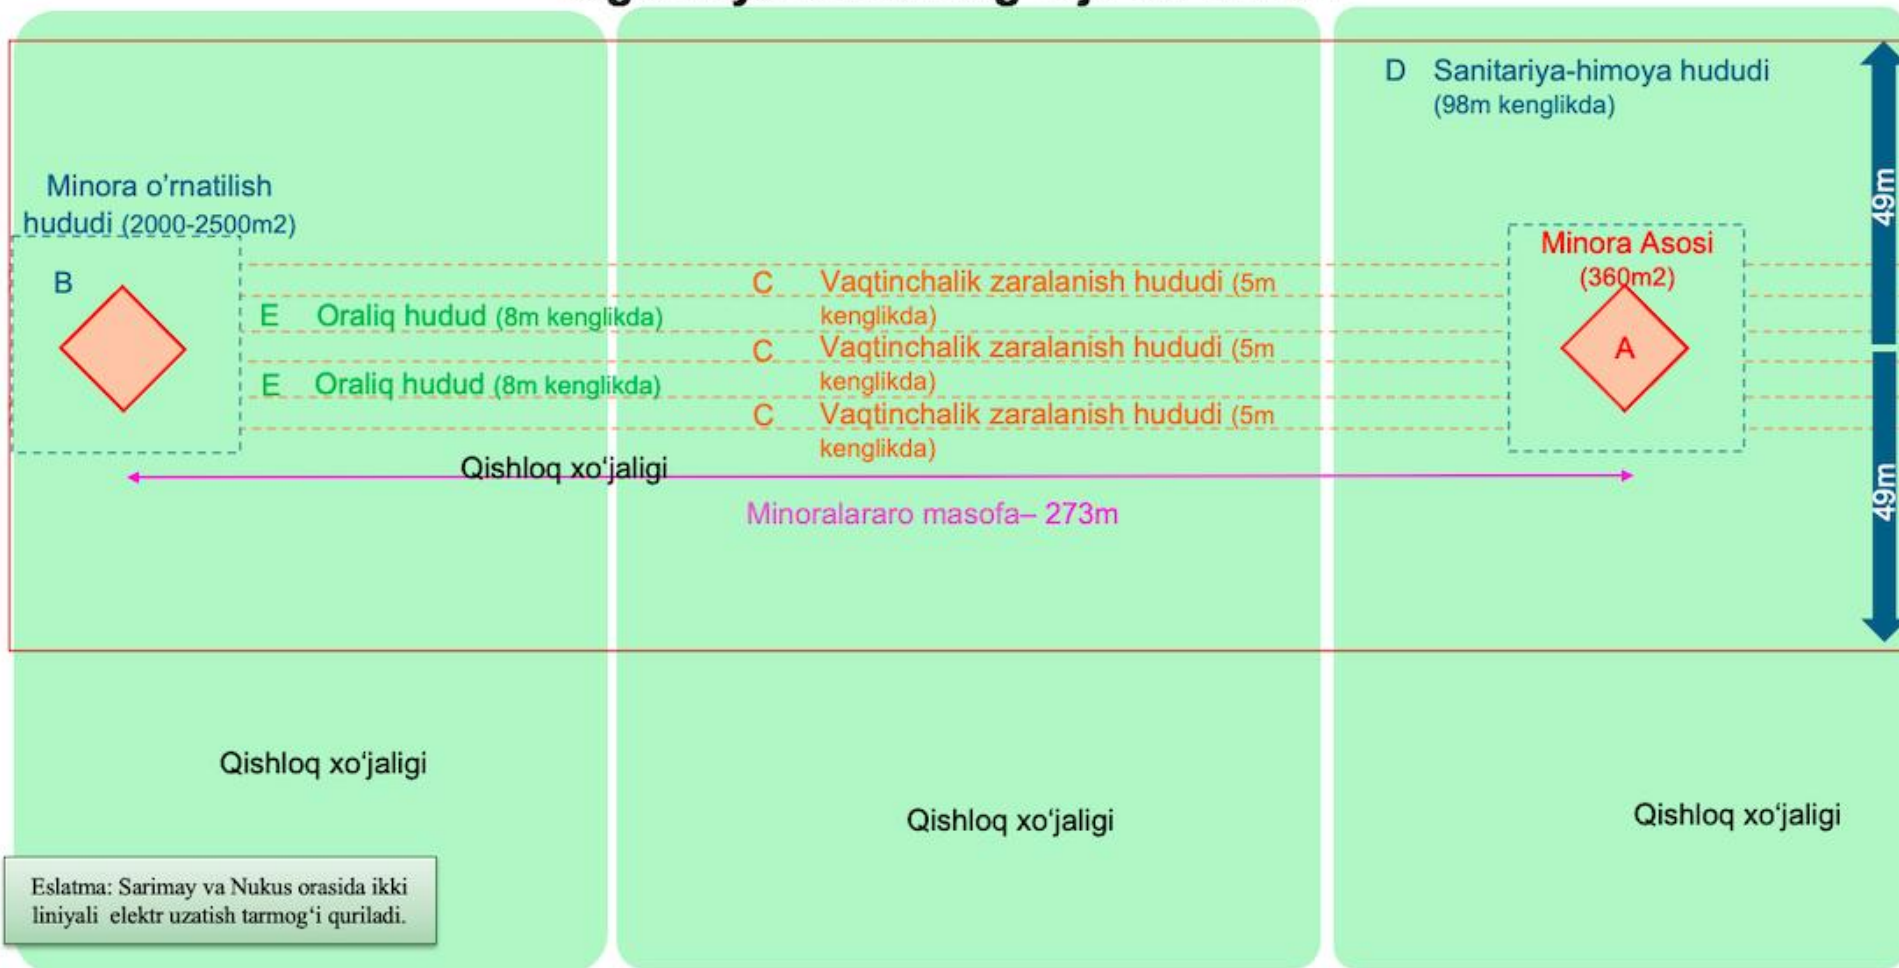 D Sanitariya-himoya hududi
(98m kenglikda)
49m
Minora o’rnatilish
hududi (2000-2500m2)
B
Minora Asosi
(360m2)
A
C Vaqtinchalik zaralanish hududi (5m
kenglikda)
E Oraliq hudud (8m kenglikda)
C Vaqtinchalik zaralanish hududi (5m
kenglikda)
E Oraliq hudud (8m kenglikda)
C Vaqtinchalik zaralanish hududi (5m
kenglikda)
Qishloq xo‘jaligi
49m
Minoralararo masofa– 273m
Qishloq xo‘jaligi
Qishloq xo‘jaligi
Qishloq xo‘jaligi
Eslatma: Sarimay va Nukus orasida ikki
liniyali elektr uzatish tarmog‘i quriladi.